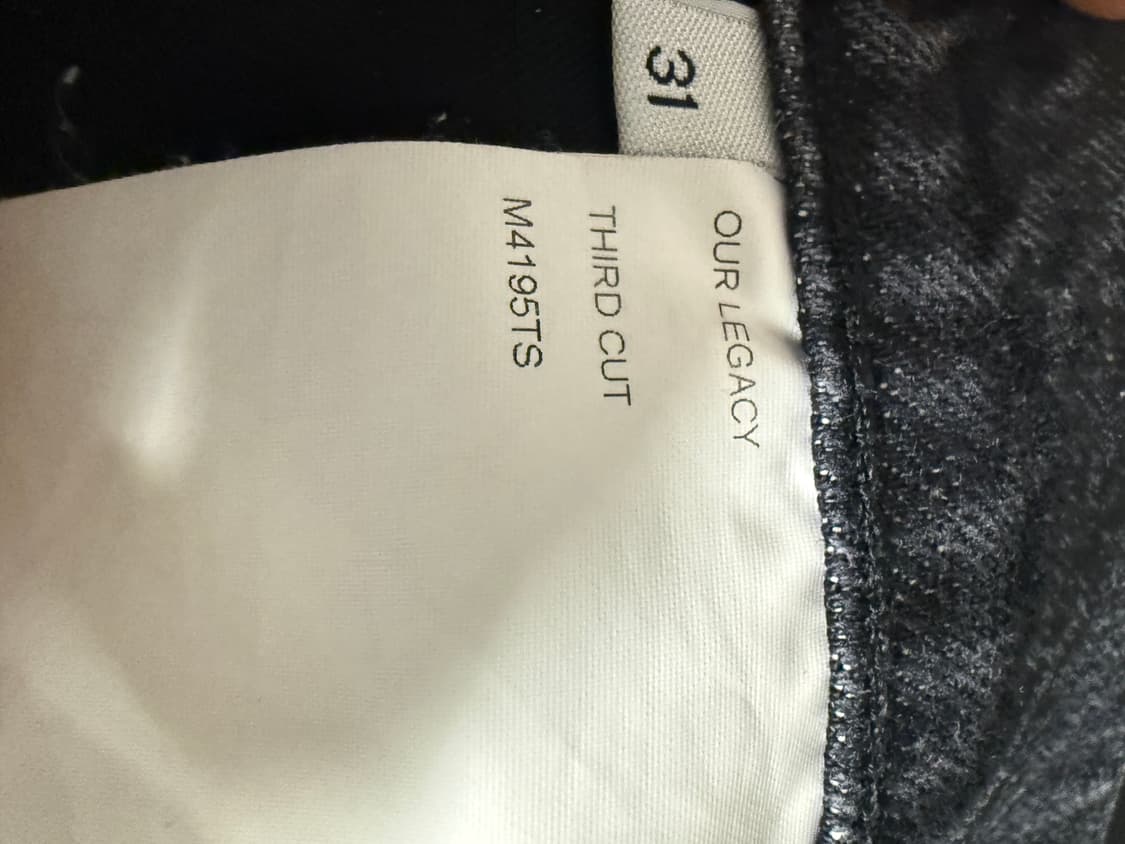 31
OUR LEGACY
THIRD CUT
M4195TS